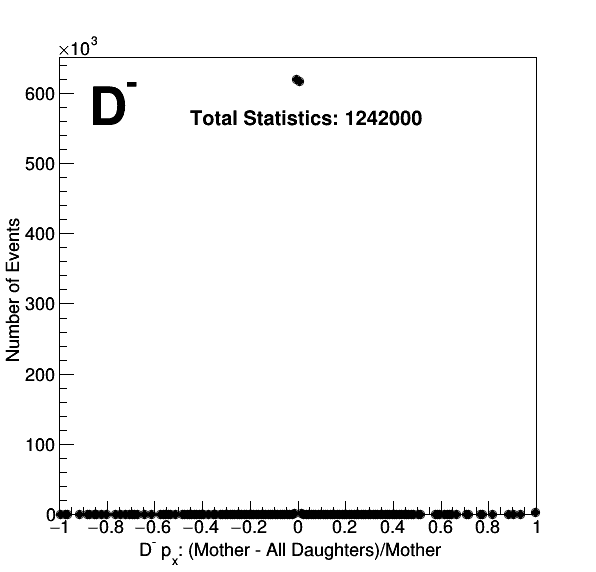 ×10³
D⁻
Total Statistics: 1242000
600
500
400
300
200
100
0
Number of Events
−1 −0.8 −0.6 −0.4 −0.2 0 0.2 0.4 0.6 0.8 1
D⁻ pₓ: (Mother - All Daughters)/Mother